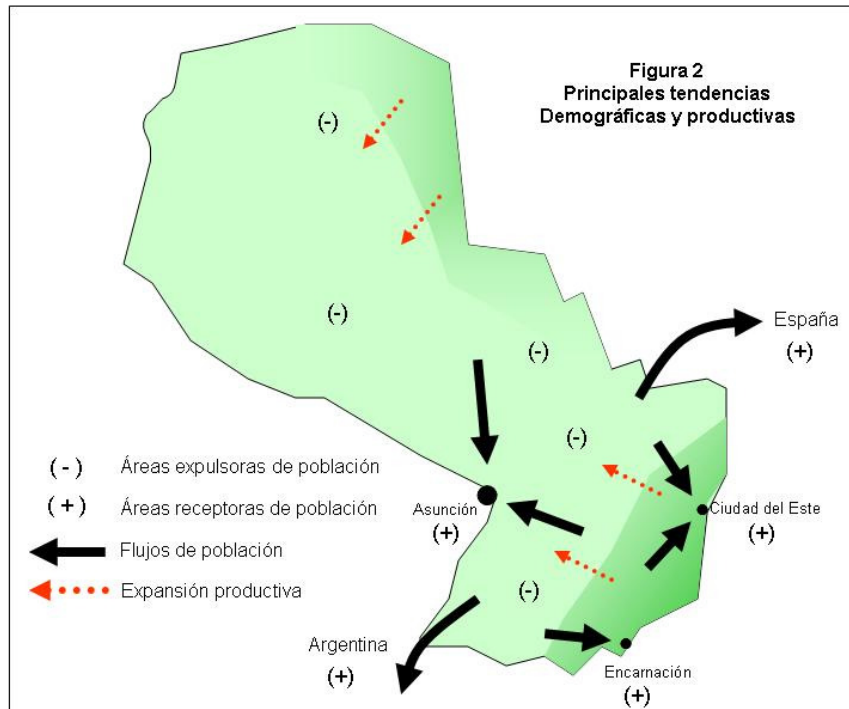 Figura 2
Principales tendencias
Demográficas y productivas
(-)
(-)
(-)
España
(+)
(-)
(-) Áreas expulsoras de población
(+) Áreas receptoras de población
Asunción
(+)
Ciudad del Este
(+)
Flujos de población
Expansión productiva
(-)
Argentina
(+)
Encarnación
(+)